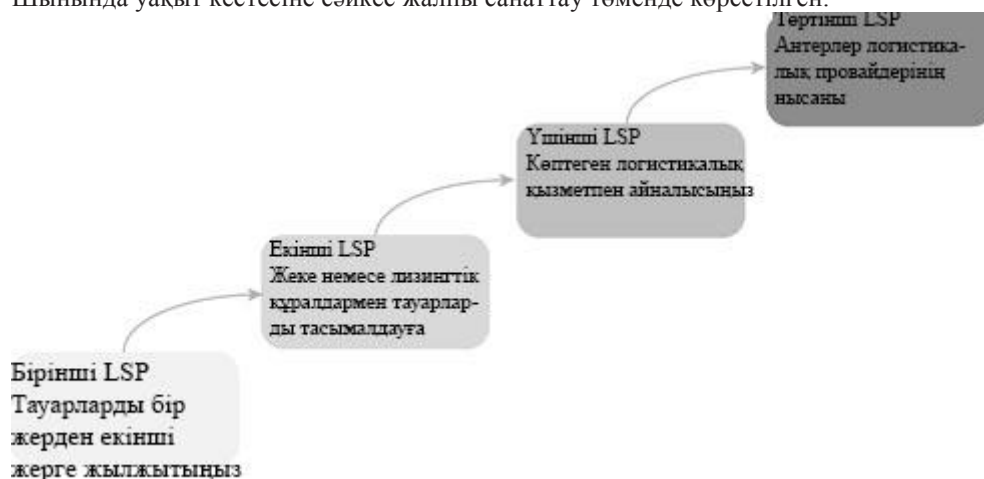 Шынында уақыт кестесіне сәйкес жалпы санаттау төменде көрсетілген.
Төртінші LSP
Антерлер логистика-
лық провайдерінің
нысаны
Үшінші LSP
Көптеген логистикалық
қызметпен айналысыңыз
Екінші LSP
Жеке немесе лизингтік
құралдармен тауарлар-
ды тасымалдауға
Бірінші LSP
Тауарларды бір
жерден екінші
жерге жылжытыңыз